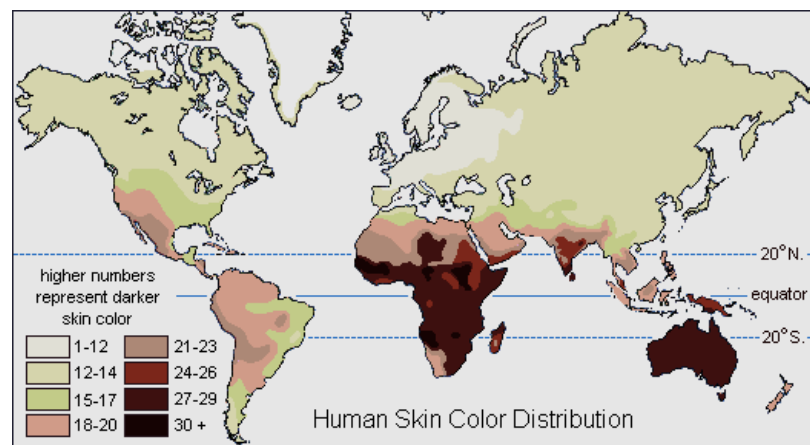 20°N.
higher numbers
represent darker
skin color
equator
1-12
21-23
12-14
24-26
20°S.
15-17
27-29
18-20
30 +
Human Skin Color Distribution